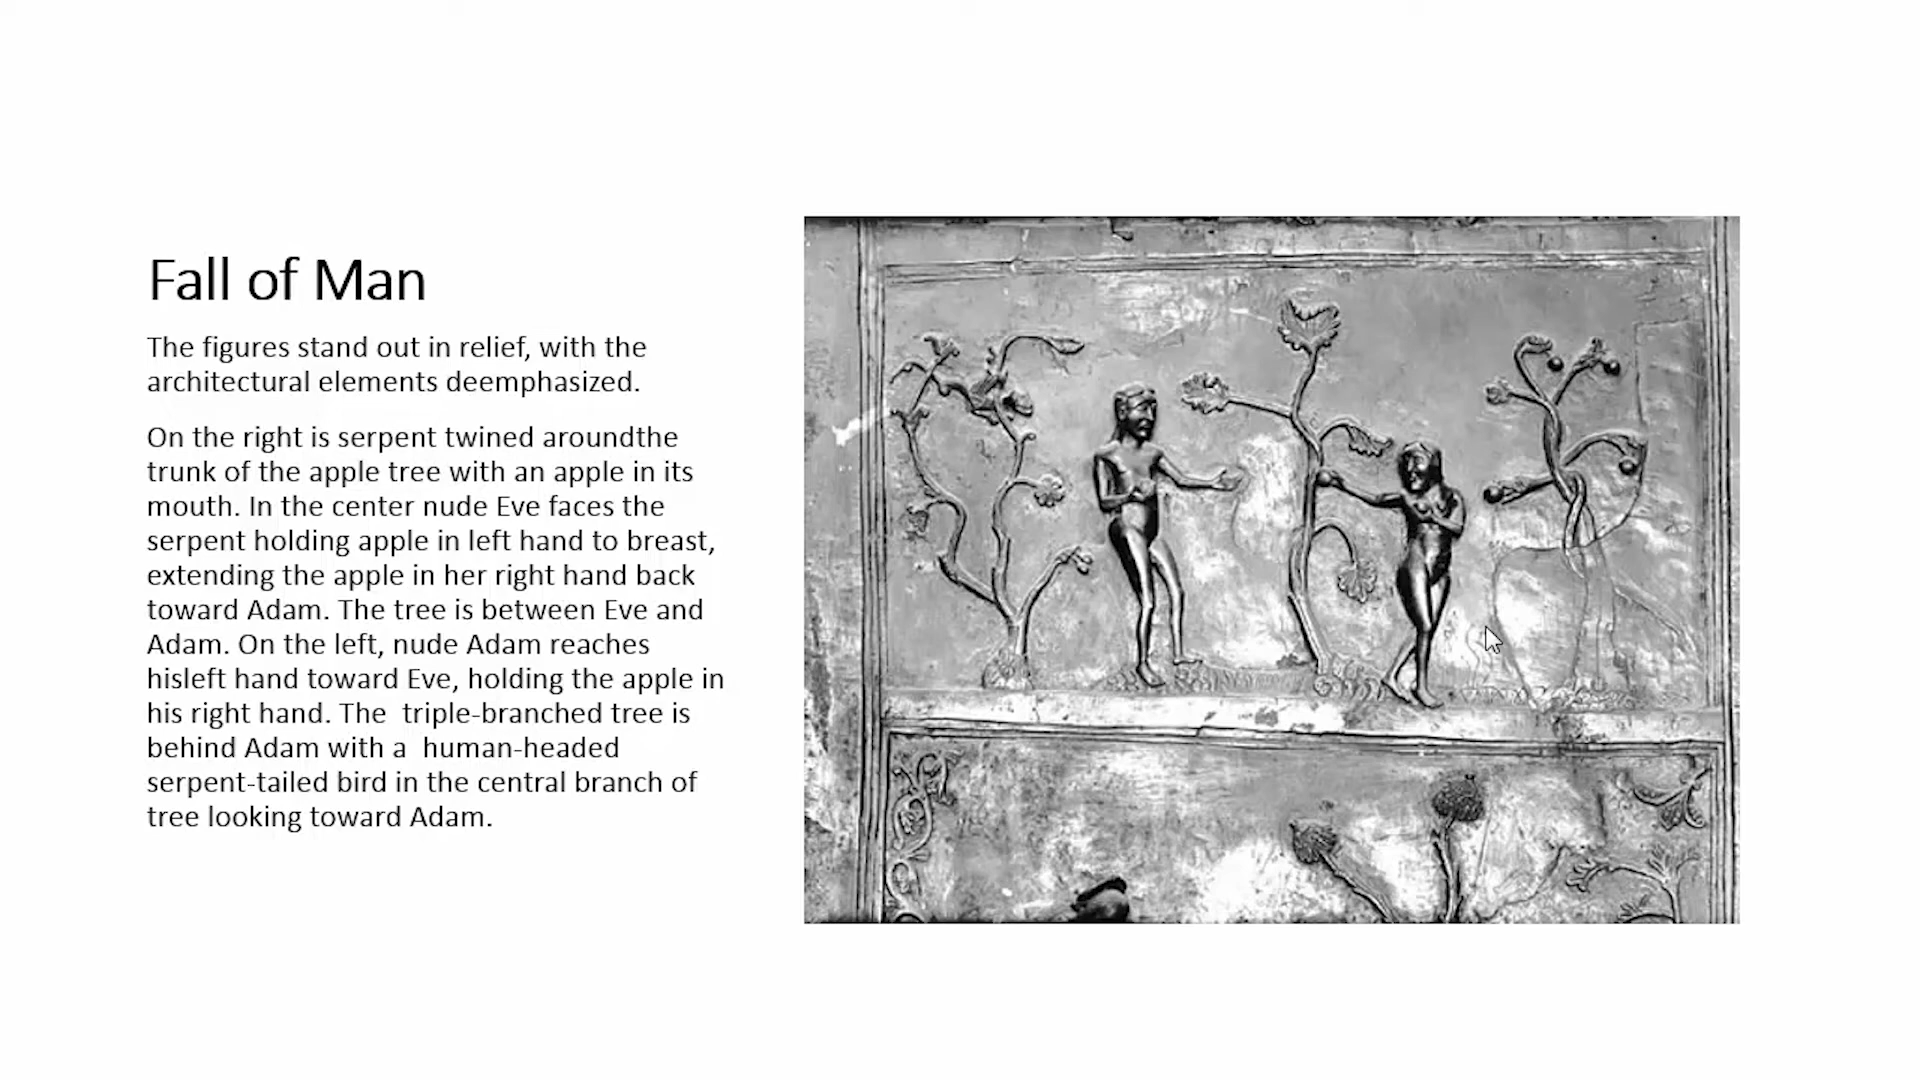 Fall of Man
The figures stand out in relief, with the
architectural elements deemphasized.
On the right is serpent twined aroundthe
trunk of the apple tree with an apple in its
mouth. In the center nude Eve faces the
serpent holding apple in left hand to breast,
extending the apple in her right hand back
toward Adam. The tree is between Eve and
Adam. On the left, nude Adam reaches
hisleft hand toward Eve, holding the apple in
his right hand. The  triple-branched tree is
behind Adam with a  human-headed
serpent-tailed bird in the central branch of
tree looking toward Adam.